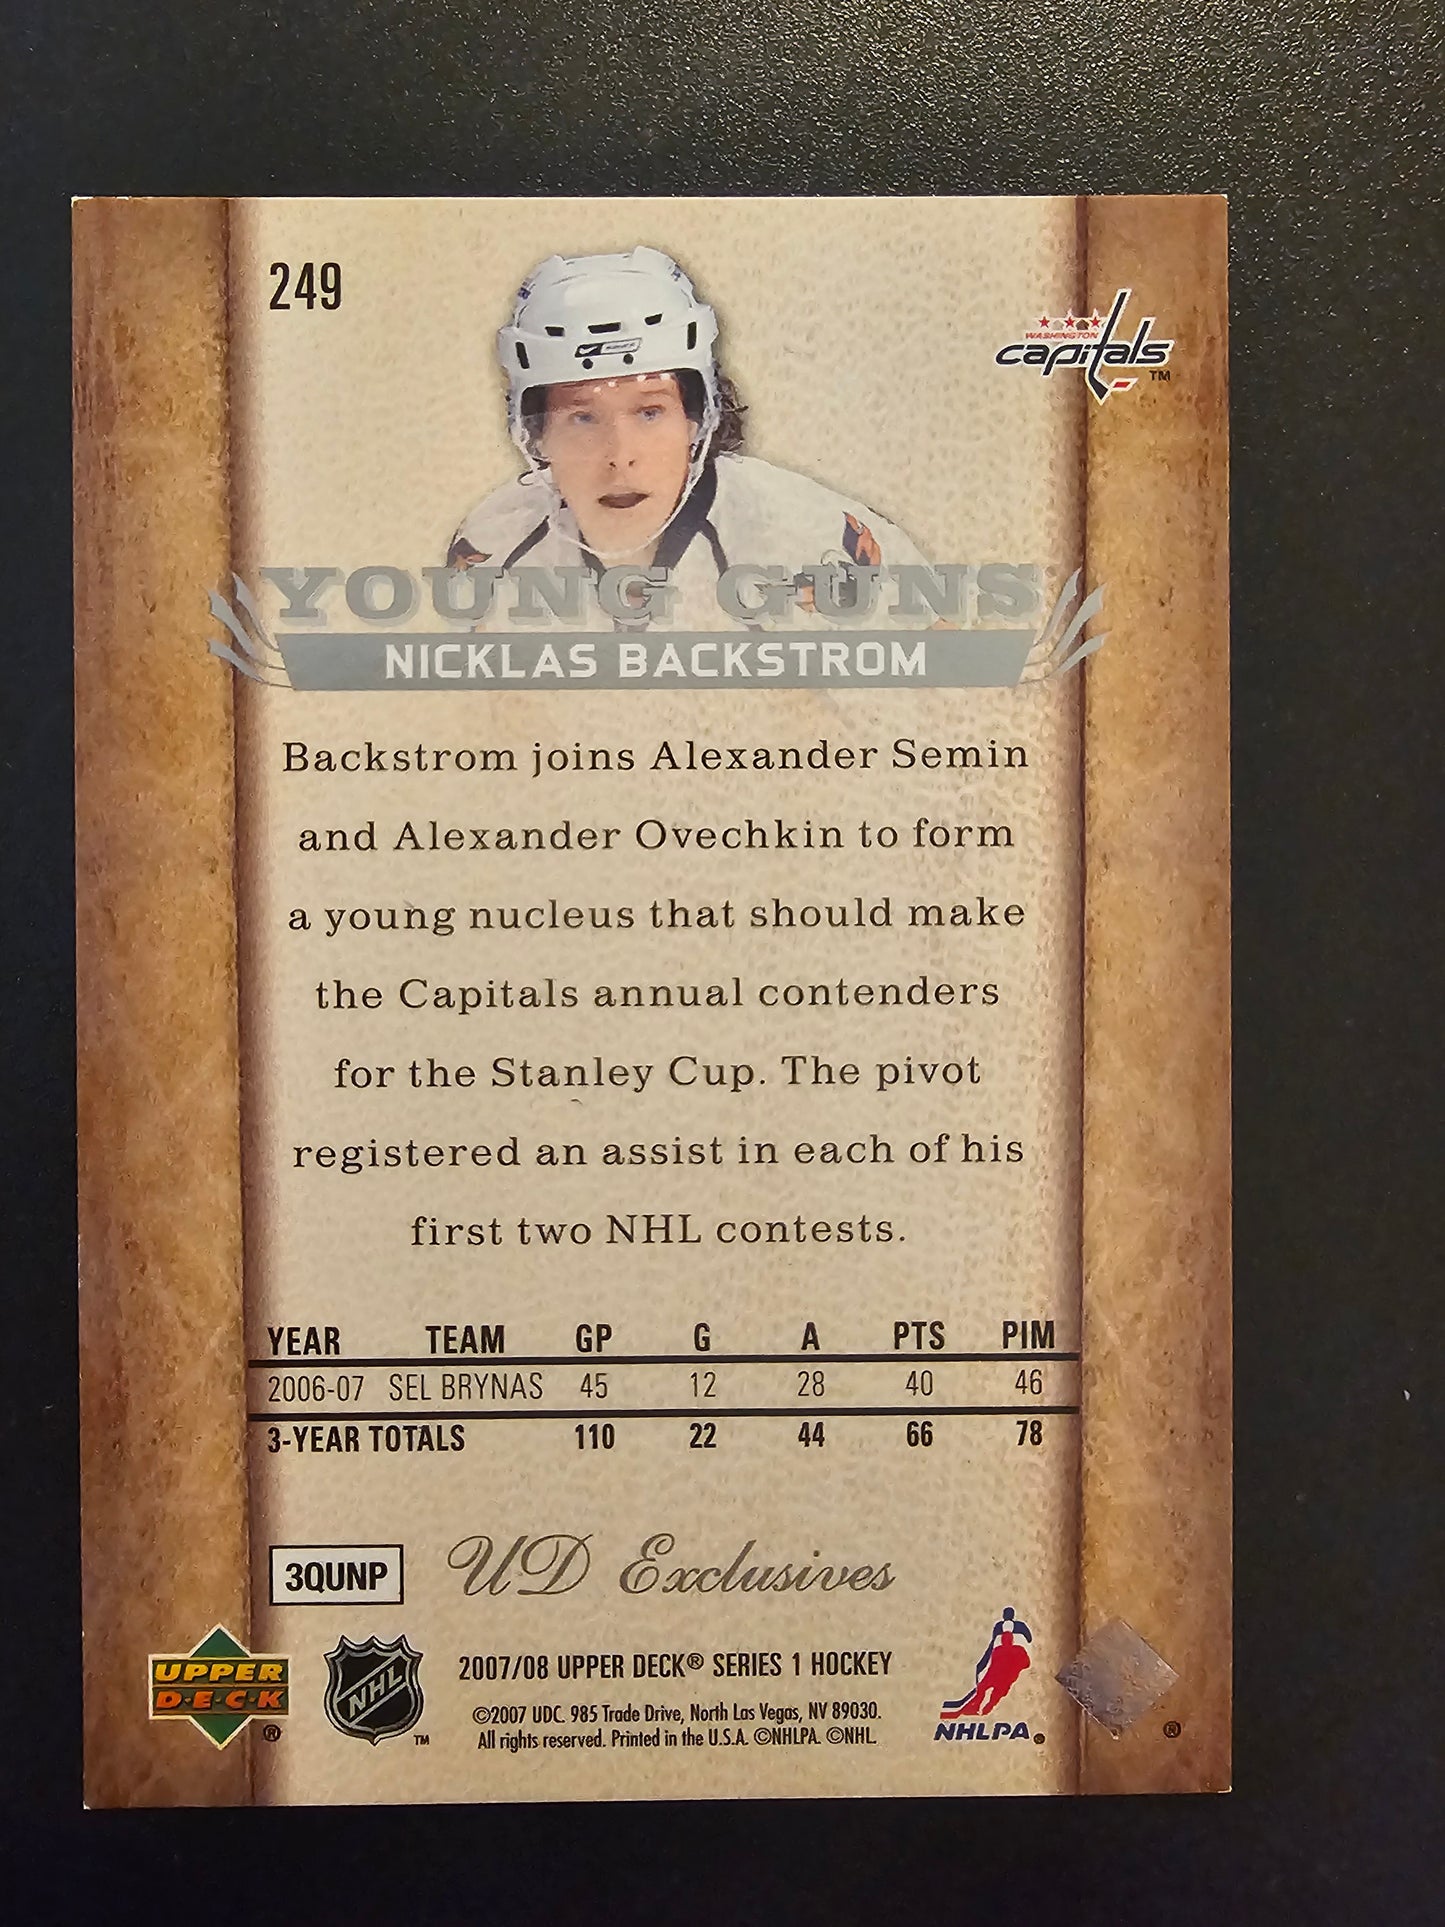 249
WASHINGTON
capitals™
YOUNG GUNS
NICKLAS BACKSTROM
Backstrom joins Alexander Semin
and Alexander Ovechkin to form
a young nucleus that should make
the Capitals annual contenders
for the Stanley Cup. The pivot
registered an assist in each of his
first two NHL contests.
YEAR TEAM GP G A PTS PIM
2006-07 SEL BRYNAS 45 12 28 40 46
3-YEAR TOTALS 110 22 44 66 78
3QUNP
UD Exclusives
UPPER
D·E·C·K
®
NHL
™
2007/08 UPPER DECK® SERIES 1 HOCKEY
©2007 UDC. 985 Trade Drive, North Las Vegas, NV 89030.
All rights reserved. Printed in the U.S.A. ©NHLPA. ©NHL.
NHLPA®
®